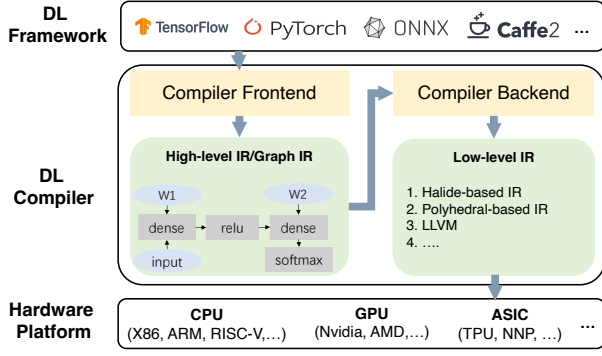 DL
Framework
TensorFlow
PyTorch
ONNX
Caffe2
...
DL
Compiler
Compiler Frontend
Compiler Backend
High-level IR/Graph IR
W1
W2
dense
relu
dense
input
softmax
Low-level IR
1. Halide-based IR
2. Polyhedral-based IR
3. LLVM
4. ....
Hardware
Platform
CPU
(X86, ARM, RISC-V,...)
GPU
(Nvidia, AMD,...)
ASIC
(TPU, NNP, ...)
...